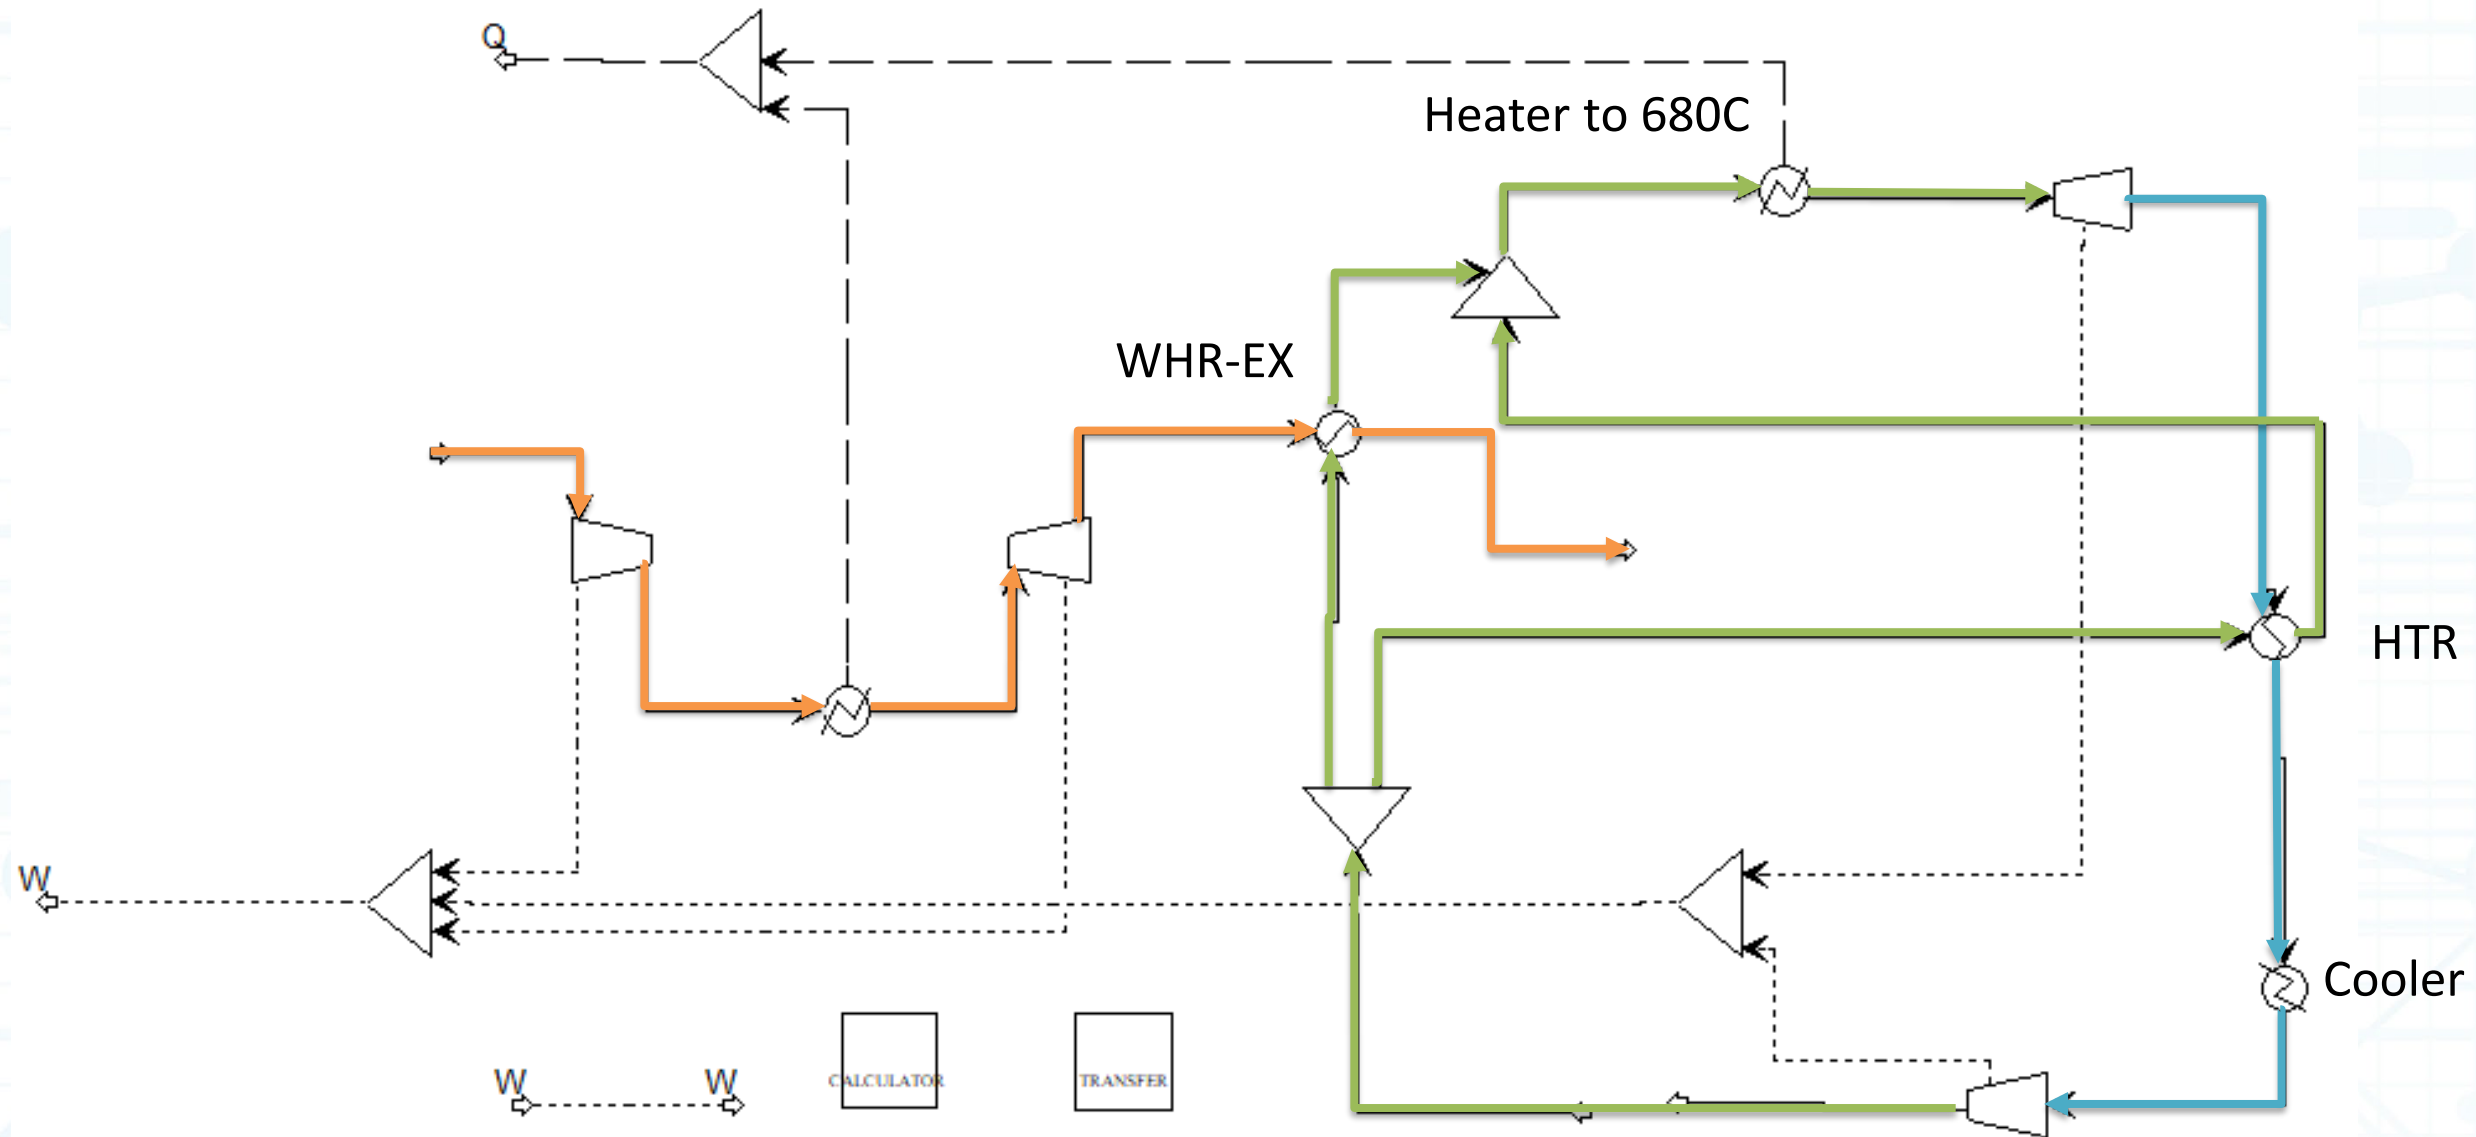 Q
Heater to 680C
WHR-EX
HTR
W
Cooler
W
W
CALCULATOR
TRANSFER